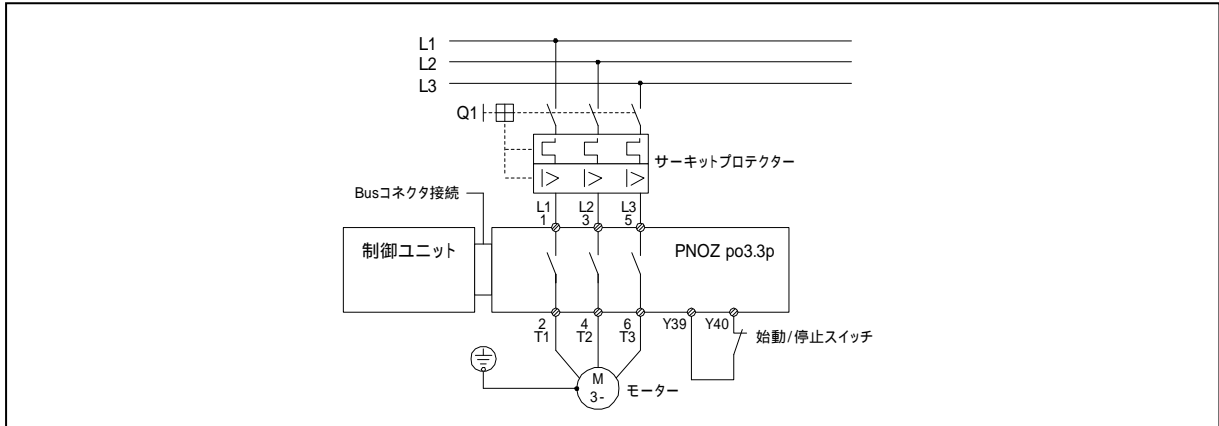 L1
L2
L3
Q1
サーキットプロテクター
Busコネクタ接続
L1 L2 L3
1 3 5
制御ユニット
PNOZ po3.3p
2 4 6 Y39 Y40
T1 T2 T3
始動/停止スイッチ
M
3-
モーター